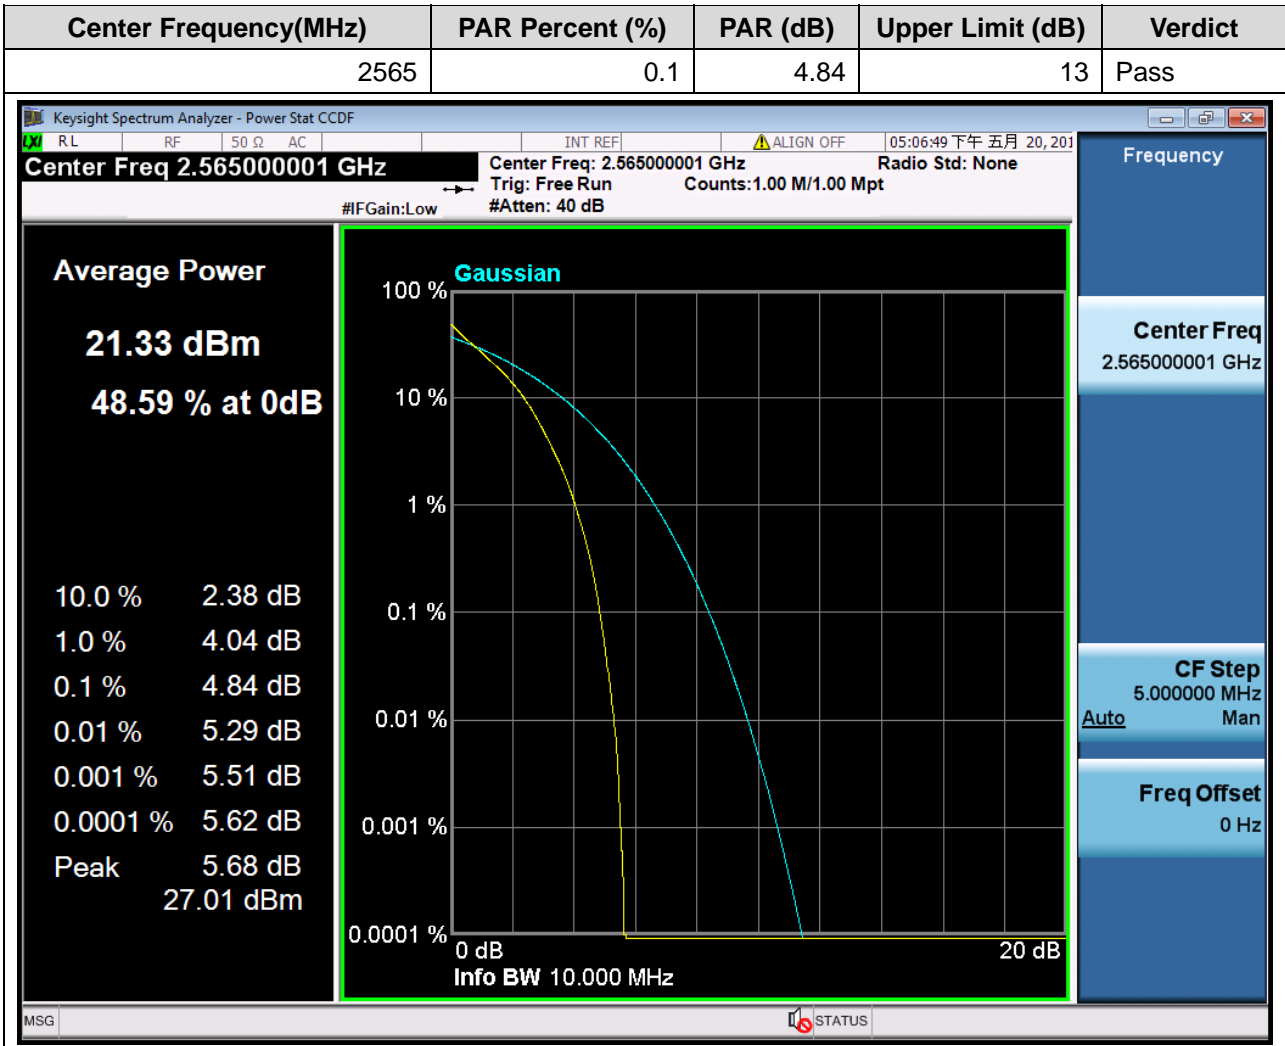 Center Frequency(MHz) PAR Percent (%) PAR (dB) Upper Limit (dB) Verdict
2565 0.1 4.84 13 Pass
Keysight Spectrum Analyzer - Power Stat CCDF
LXI RL RF 50 Ω AC INT REF ALIGN OFF 05:06:49 下午 五月 20, 201
Center Freq 2.565000001 GHz
Center Freq: 2.565000001 GHz Radio Std: None
Trig: Free Run Counts:1.00 M/1.00 Mpt
#IFGain:Low #Atten: 40 dB
Average Power
21.33 dBm
48.59 % at 0dB
10.0 % 2.38 dB
1.0 % 4.04 dB
0.1 % 4.84 dB
0.01 % 5.29 dB
0.001 % 5.51 dB
0.0001 % 5.62 dB
Peak 5.68 dB
27.01 dBm
Gaussian
100 %
10 %
1 %
0.1 %
0.01 %
0.001 %
0.0001 %
0 dB 20 dB
Info BW 10.000 MHz
Frequency
Center Freq
2.565000001 GHz
CF Step
5.000000 MHz
Auto Man
Freq Offset
0 Hz
MSG STATUS